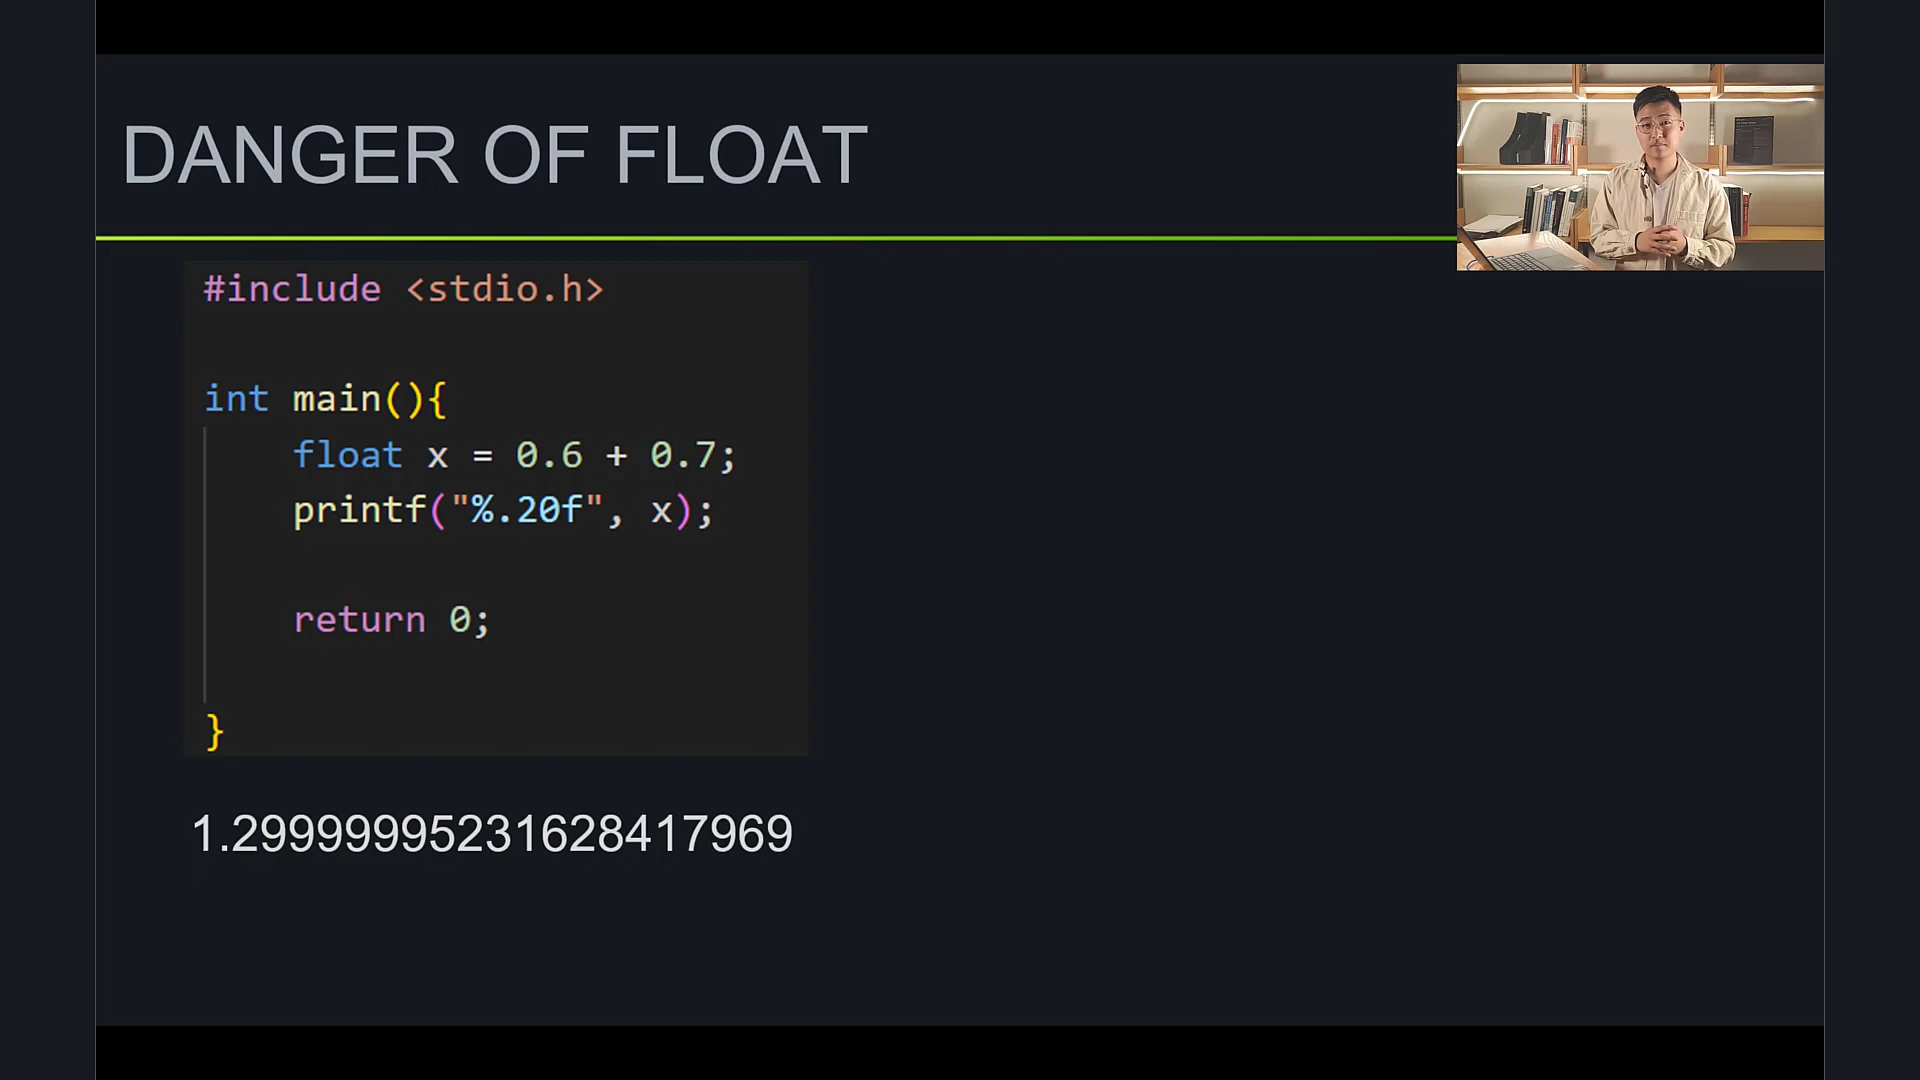 DANGER OF FLOAT
#include <stdio.h>
int main(){
float x = 0.6 + 0.7;
printf("%.20f", x);
return 0;
}
1.29999995231628417969